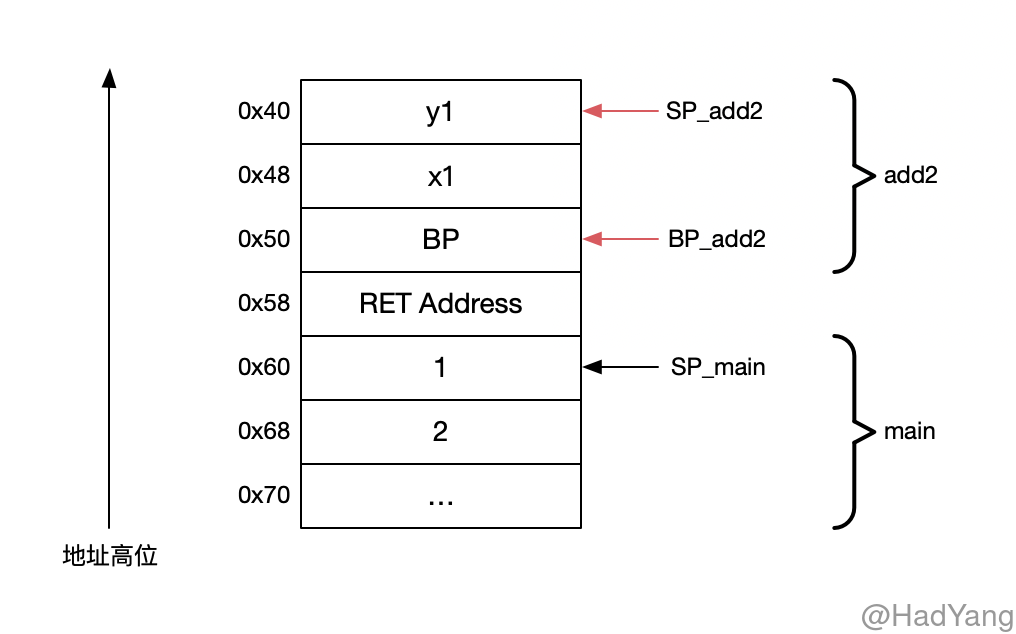 0x40 y1 SP_add2
0x48 x1 add2
0x50 BP BP_add2
0x58 RET Address
0x60 1 SP_main
0x68 2 main
0x70 ...
地址高位
@HadYang